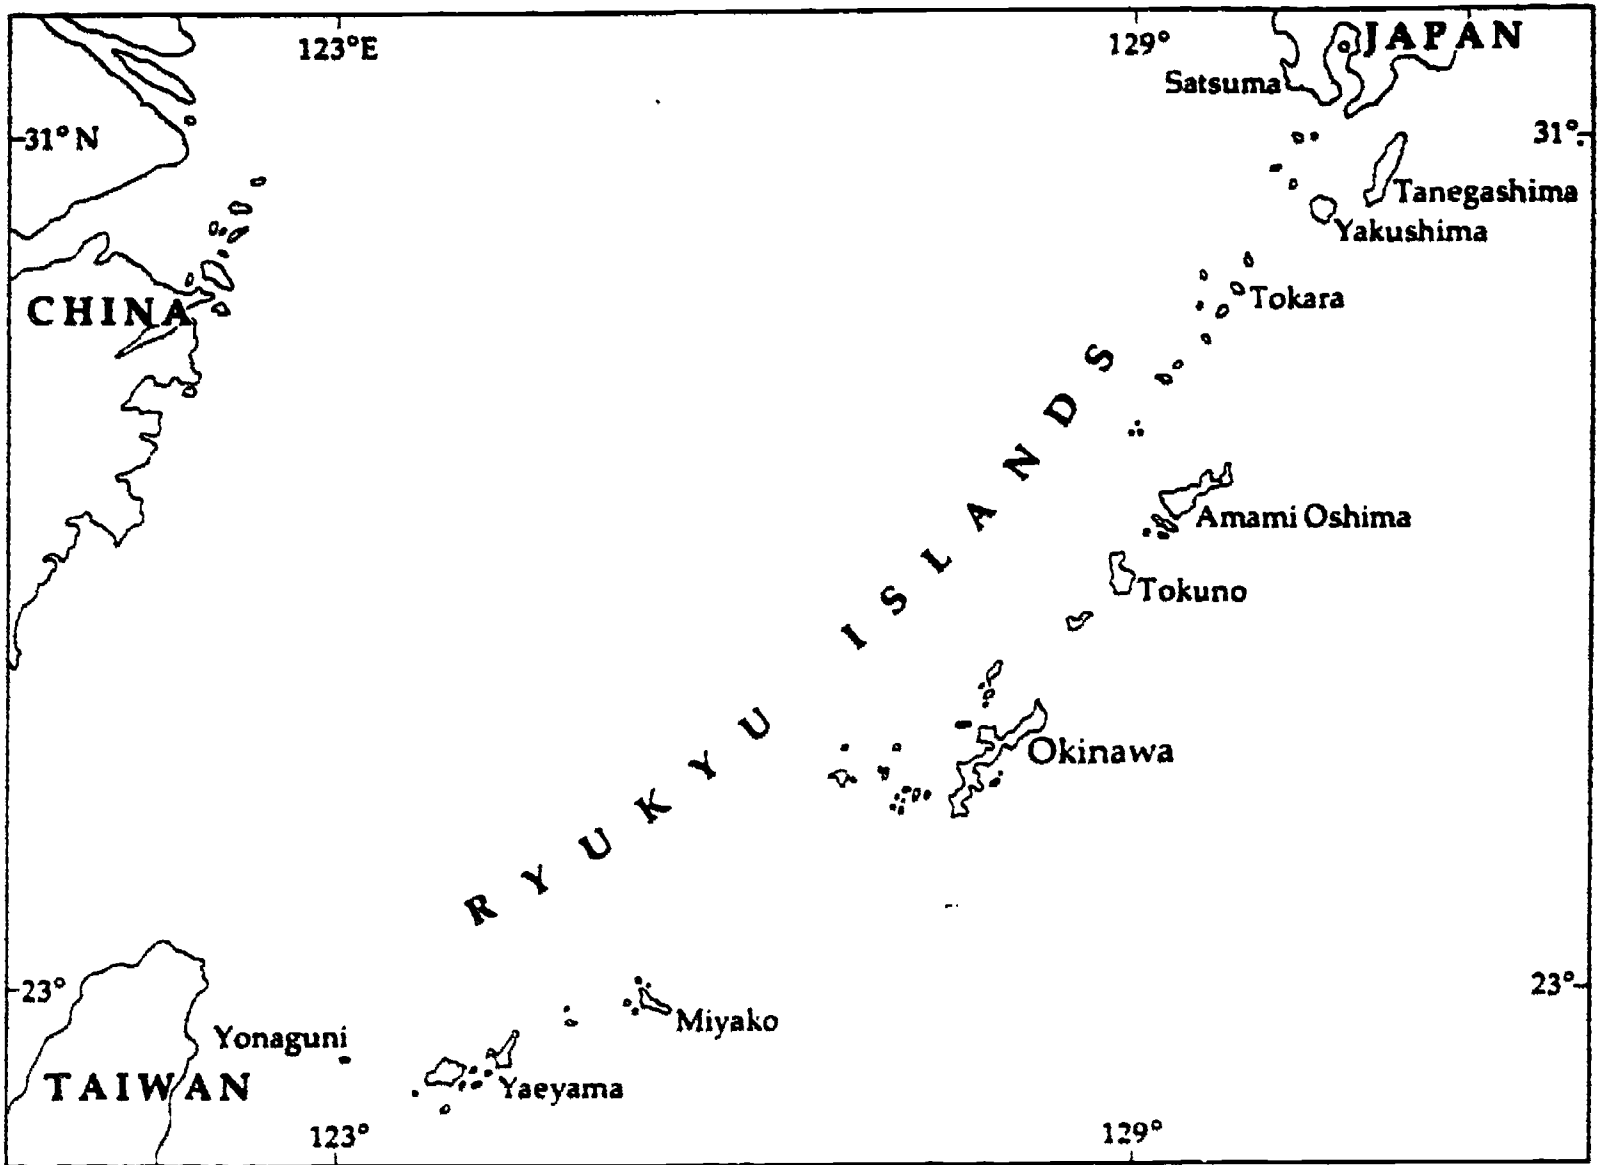 123°E
129°
JAPAN
Satsuma
31° N
31°
Tanegashima
Yakushima
CHINA
Tokara
Amami Oshima
Tokuno
RYUKYU ISLANDS
Okinawa
23°
23°
Miyako
Yonaguni
TAIWAN
Yaeyama
123°
129°